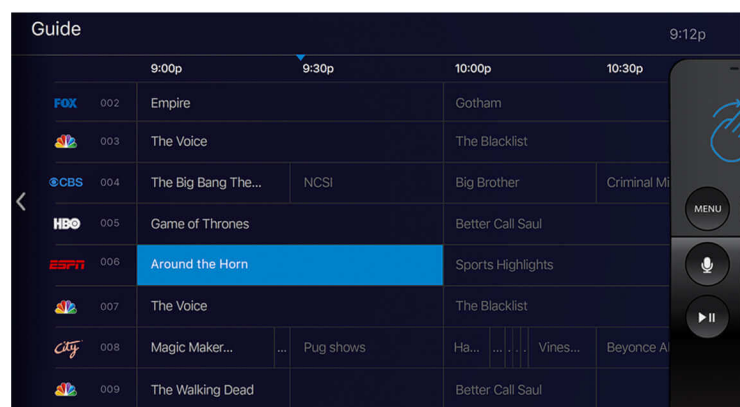 Guide
9:12p
9:00p 9:30p 10:00p 10:30p
FOX 002 Empire Gotham
003 The Voice The Blacklist
CBS 004 The Big Bang The... NCSI Big Brother Criminal Mi
HBO 005 Game of Thrones Better Call Saul
MENU
ESPN 006 Around the Horn Sports Highlights
007 The Voice The Blacklist
City 008 Magic Maker... ... Pug shows Ha... ... . . . Vines... Beyonce Al
009 The Walking Dead Better Call Saul